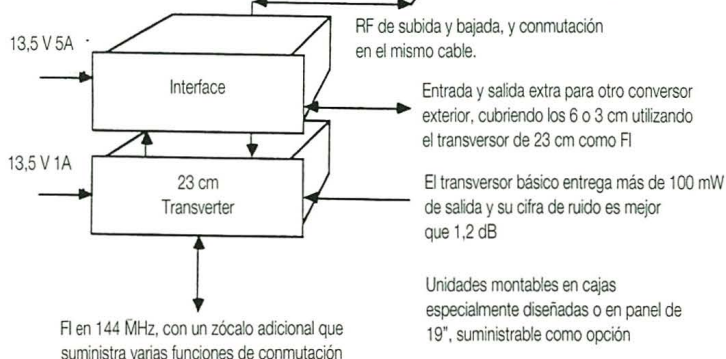 RF de subida y bajada, y conmutación
en el mismo cable.
13,5 V 5A
Interface
Entrada y salida extra para otro conversor
exterior, cubriendo los 6 o 3 cm utilizando
el transversor de 23 cm como FI
13,5 V 1A
23 cm
Transverter
El transversor básico entrega más de 100 mW
de salida y su cifra de ruido es mejor
que 1,2 dB
Unidades montables en cajas
especialmente diseñadas o en panel de
19", suministrable como opción
FI en 144 MHz, con un zócalo adicional que
suministra varias funciones de conmutación